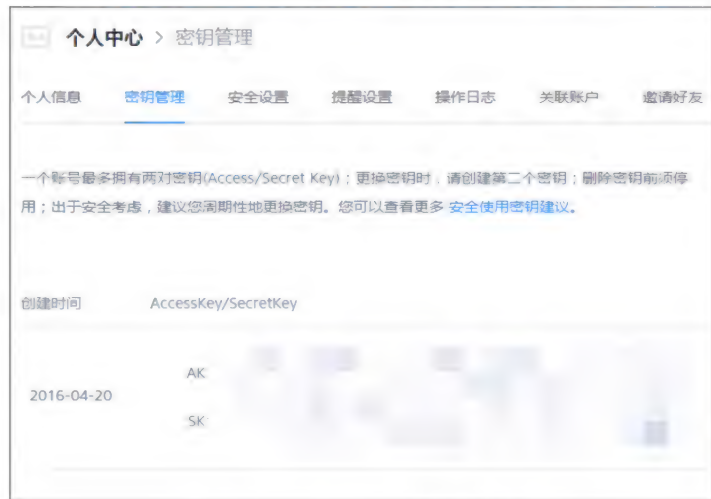 个人中心 > 密钥管理
个人信息 密钥管理 安全设置 提醒设置 操作日志 关联账户 邀请好友
一个账号最多拥有两对密钥(Access/Secret Key)；更换密钥时，请创建第二个密钥；删除密钥前须停
用；出于安全考虑，建议您周期性地更换密钥。您可以查看更多 安全使用密钥建议。
创建时间 AccessKey/SecretKey
AK
2016-04-20
SK